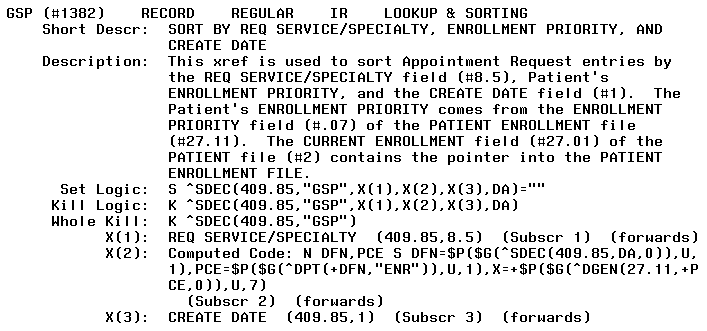 GSP (#1382) RECORD REGULAR IR LOOKUP & SORTING
Short Descr: SORT BY REQ SERVICE/SPECIALTY, ENROLLMENT PRIORITY, AND
CREATE DATE
Description: This xref is used to sort Appointment Request entries by
the REQ SERVICE/SPECIALTY field (#8.5), Patient's
ENROLLMENT PRIORITY, and the CREATE DATE field (#1). The
Patient's ENROLLMENT PRIORITY comes from the ENROLLMENT
PRIORITY field (#.07) of the PATIENT ENROLLMENT file
(#27.11). The CURRENT ENROLLMENT field (#27.01) of the
PATIENT file (#2) contains the pointer into the PATIENT
ENROLLMENT FILE.
Set Logic: S ^SDEC(409.85,"GSP",X(1),X(2),X(3),DA)=""
Kill Logic: K ^SDEC(409.85,"GSP",X(1),X(2),X(3),DA)
Whole Kill: K ^SDEC(409.85,"GSP")
X(1): REQ SERVICE/SPECIALTY (409.85,8.5) (Subscr 1) (forwards)
X(2): Computed Code: N DFN,PCE S DFN=$P($G(^SDEC(409.85,DA,0)),U,
1),PCE=$P($G(^DPT(+DFN,"ENR")),U,1),X=+$P($G(^DGEN(27.11,+P
CE,0)),U,7)
(Subscr 2) (forwards)
X(3): CREATE DATE (409.85,1) (Subscr 3) (forwards)